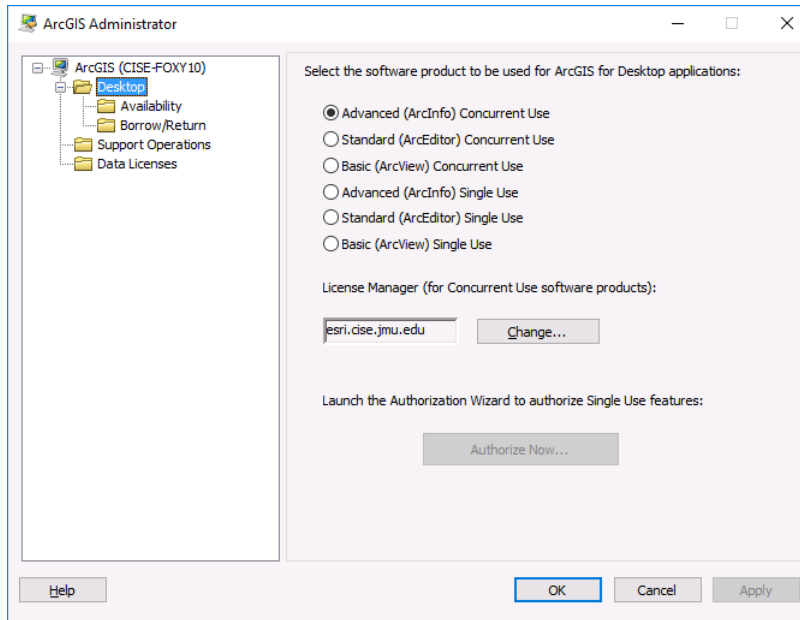 ArcGIS Administrator
ArcGIS (CISE-FOXY10)
Desktop
Availability
Borrow/Return
Support Operations
Data Licenses
Select the software product to be used for ArcGIS for Desktop applications:
Advanced (ArcInfo) Concurrent Use
Standard (ArcEditor) Concurrent Use
Basic (ArcView) Concurrent Use
Advanced (ArcInfo) Single Use
Standard (ArcEditor) Single Use
Basic (ArcView) Single Use
License Manager (for Concurrent Use software products):
esri.cise.jmu.edu Change...
Launch the Authorization Wizard to authorize Single Use features:
Authorize Now...
Help OK Cancel Apply